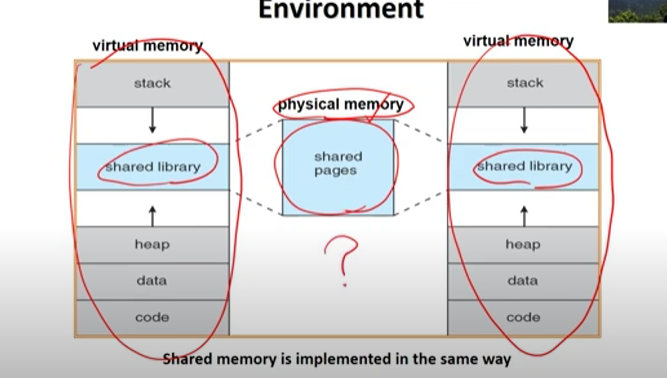 Environment
virtual memory
virtual memory
stack
physical memory
stack
shared library
shared
pages
shared library
heap
?
heap
data
data
code
code
Shared memory is implemented in the same way